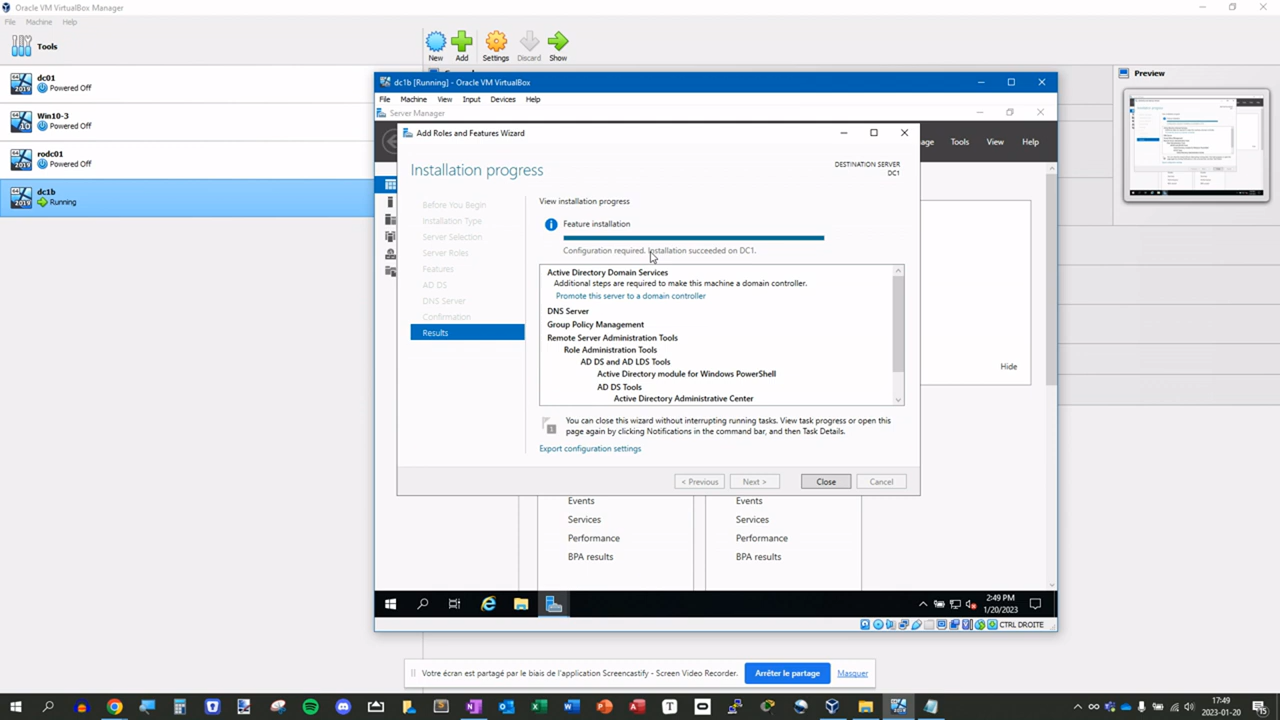 Oracle VM VirtualBox Manager
File Machine Help
Tools
New
Add
Settings
Discard
Show
dc01
Powered Off
Win10-3
Powered Off
rodc01
Powered Off
dc1b
Running
Preview
dc1b [Running] - Oracle VM VirtualBox
File Machine View Input Devices Help
Server Manager
Tools View Help
Add Roles and Features Wizard
Installation progress
DESTINATION SERVER
DC1
Before You Begin
Installation Type
Server Selection
Server Roles
Features
AD DS
DNS Server
Confirmation
Results
View installation progress
Feature installation
Configuration required. Installation succeeded on DC1.
Active Directory Domain Services
Additional steps are required to make this machine a domain controller.
Promote this server to a domain controller
DNS Server
Group Policy Management
Remote Server Administration Tools
Role Administration Tools
AD DS and AD LDS Tools
Active Directory module for Windows PowerShell
AD DS Tools
Active Directory Administrative Center
1
You can close this wizard without interrupting running tasks. View task progress or open this
page again by clicking Notifications in the command bar, and then Task Details.
Export configuration settings
< Previous
Next >
Close
Cancel
Hide
Events
Services
Performance
BPA results
Events
Services
Performance
BPA results
2:49 PM
1/20/2023
CTRL DROITE
Votre écran est partagé par le biais de l'application Screencastify - Screen Video Recorder.
Arrêter le partage
Masquer
17:49
2023-01-20